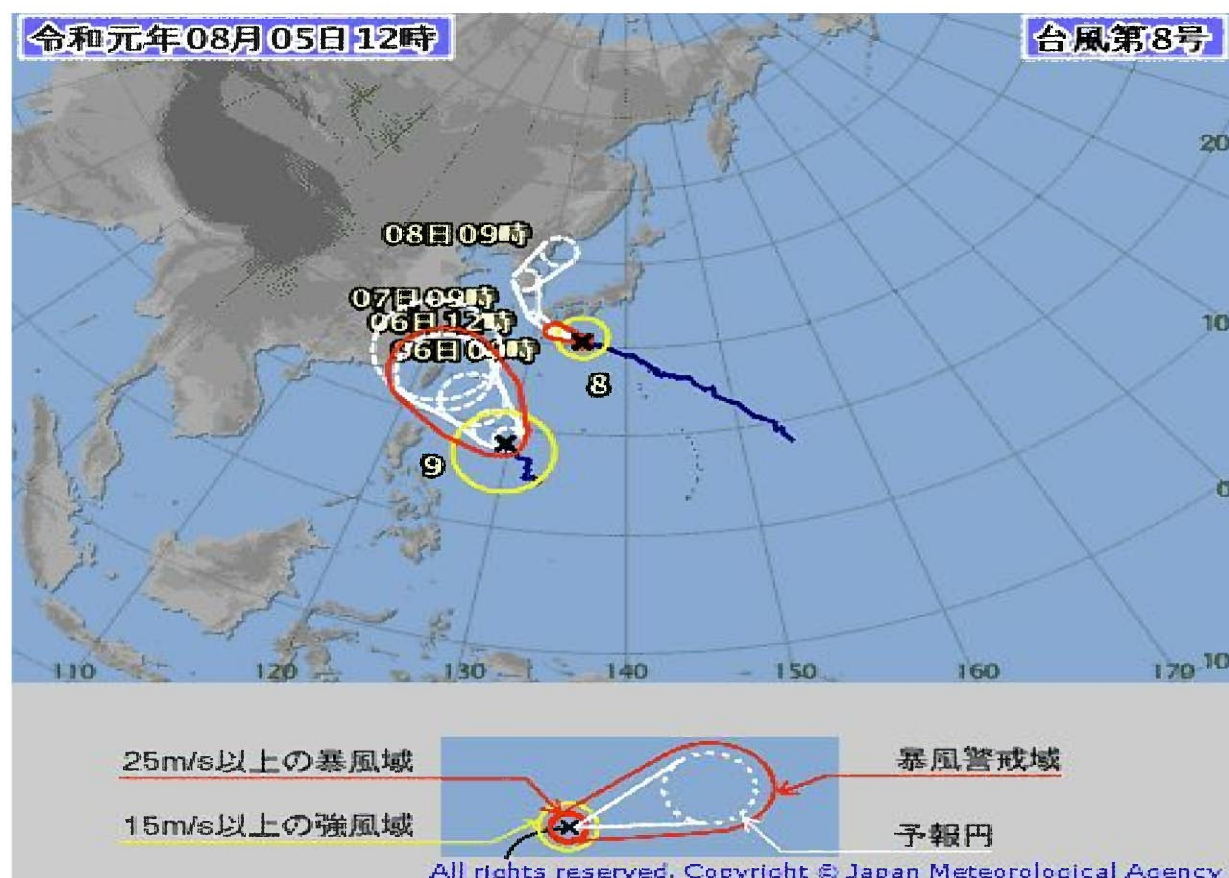 令和元年08月05日12時
台風第8号
20
08日09時
07日09時
06日12時
06日09時
10
8
9
0
110 120 130 140 150 160 170 10
25m/s以上の暴風域
暴風警戒域
15m/s以上の強風域
予報円
All rights reserved. Copyright © Japan Meteorological Agency